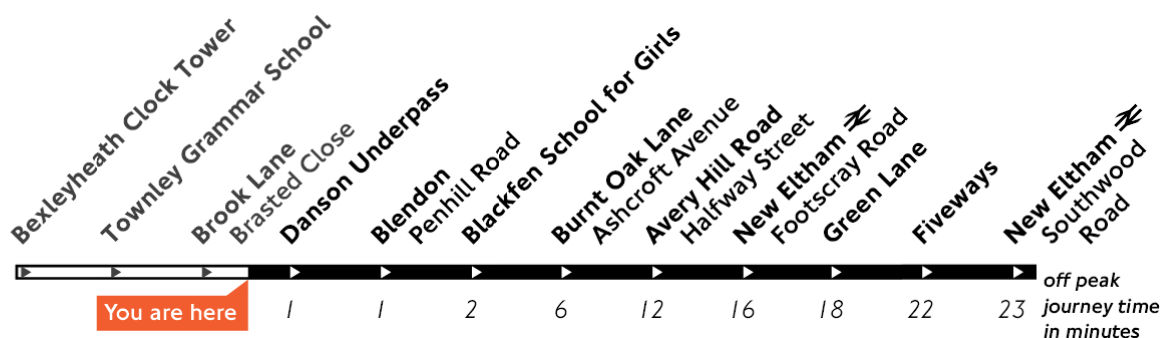 Bexleyheath Clock Tower
Townley Grammar School
Brook Lane
Brasted Close
Danson Underpass
Blendon
Penhill Road
Blackfen School for Girls
Burnt Oak Lane
Ashcroft Avenue
Avery Hill Road
Halfway Street
New Eltham
Footscray Road
Green Lane
Fiveways
New Eltham
Southwood
Road
You are here
1 1 2 6 12 16 18 22 23
off peak
journey time
in minutes